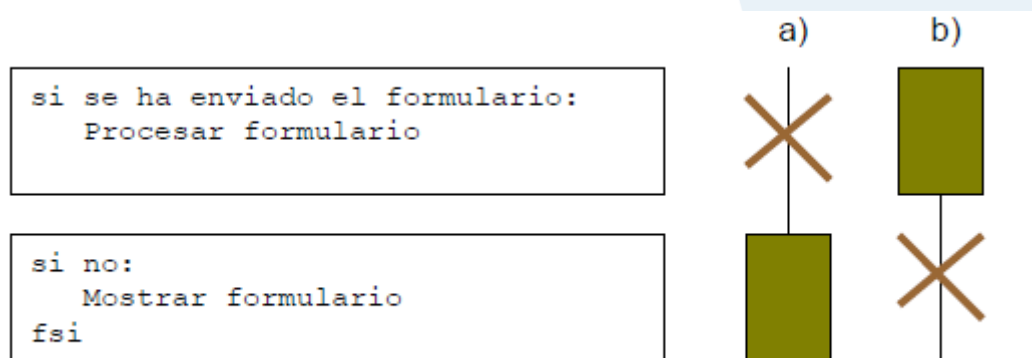 a) b)
si se ha enviado el formulario:
Procesar formulario
si no:
Mostrar formulario
fsi